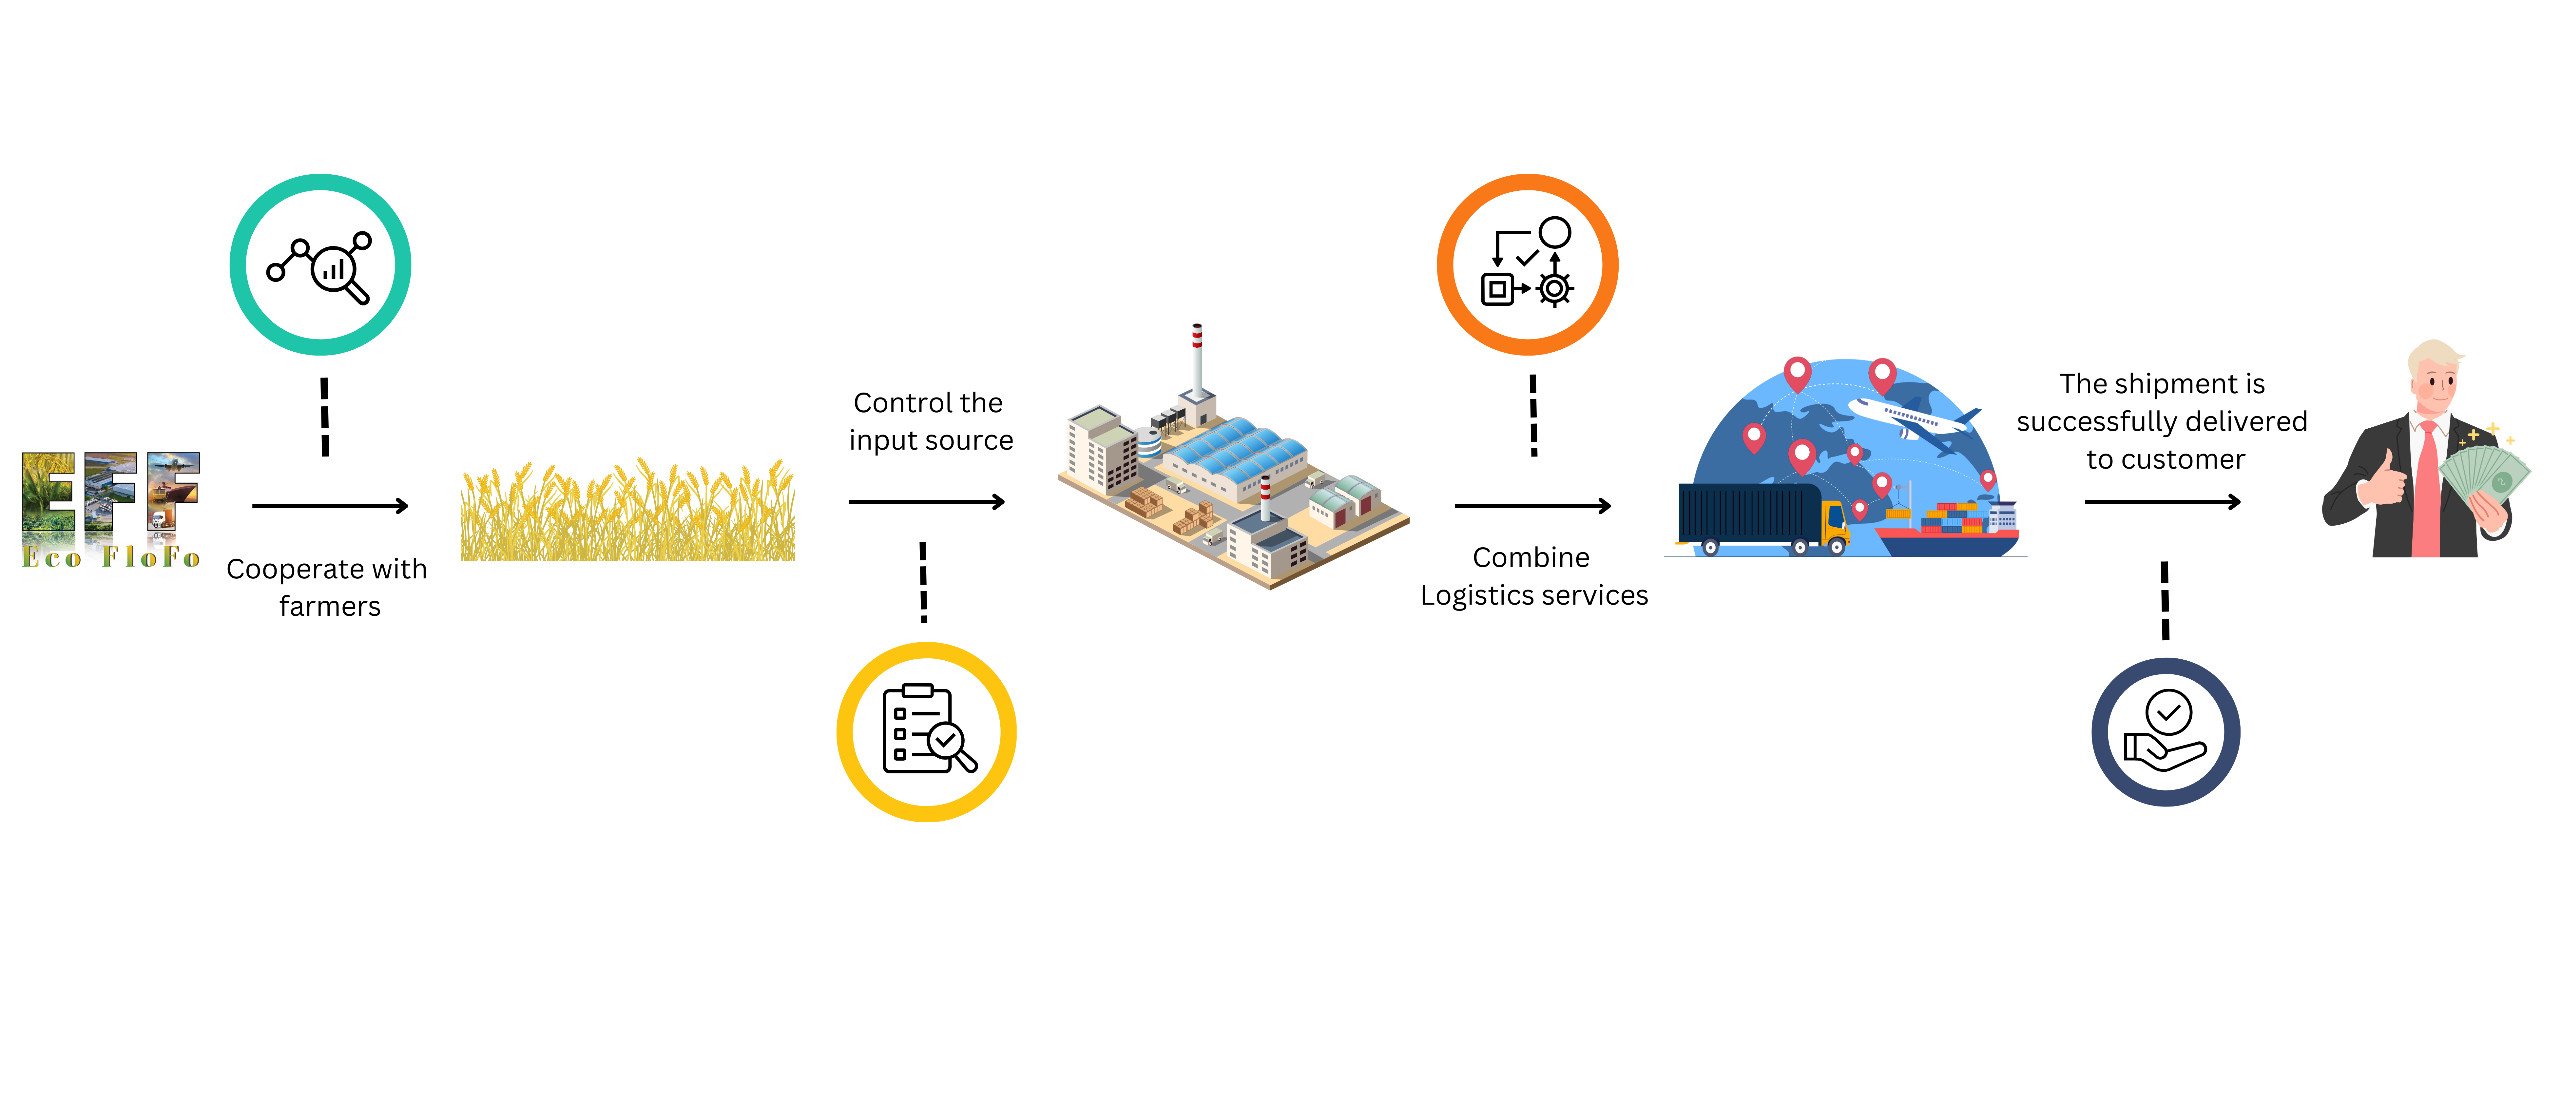 EFF
Eco FloFo
Cooperate with
farmers
Control the
input source
Combine
Logistics services
The shipment is
successfully delivered
to customer